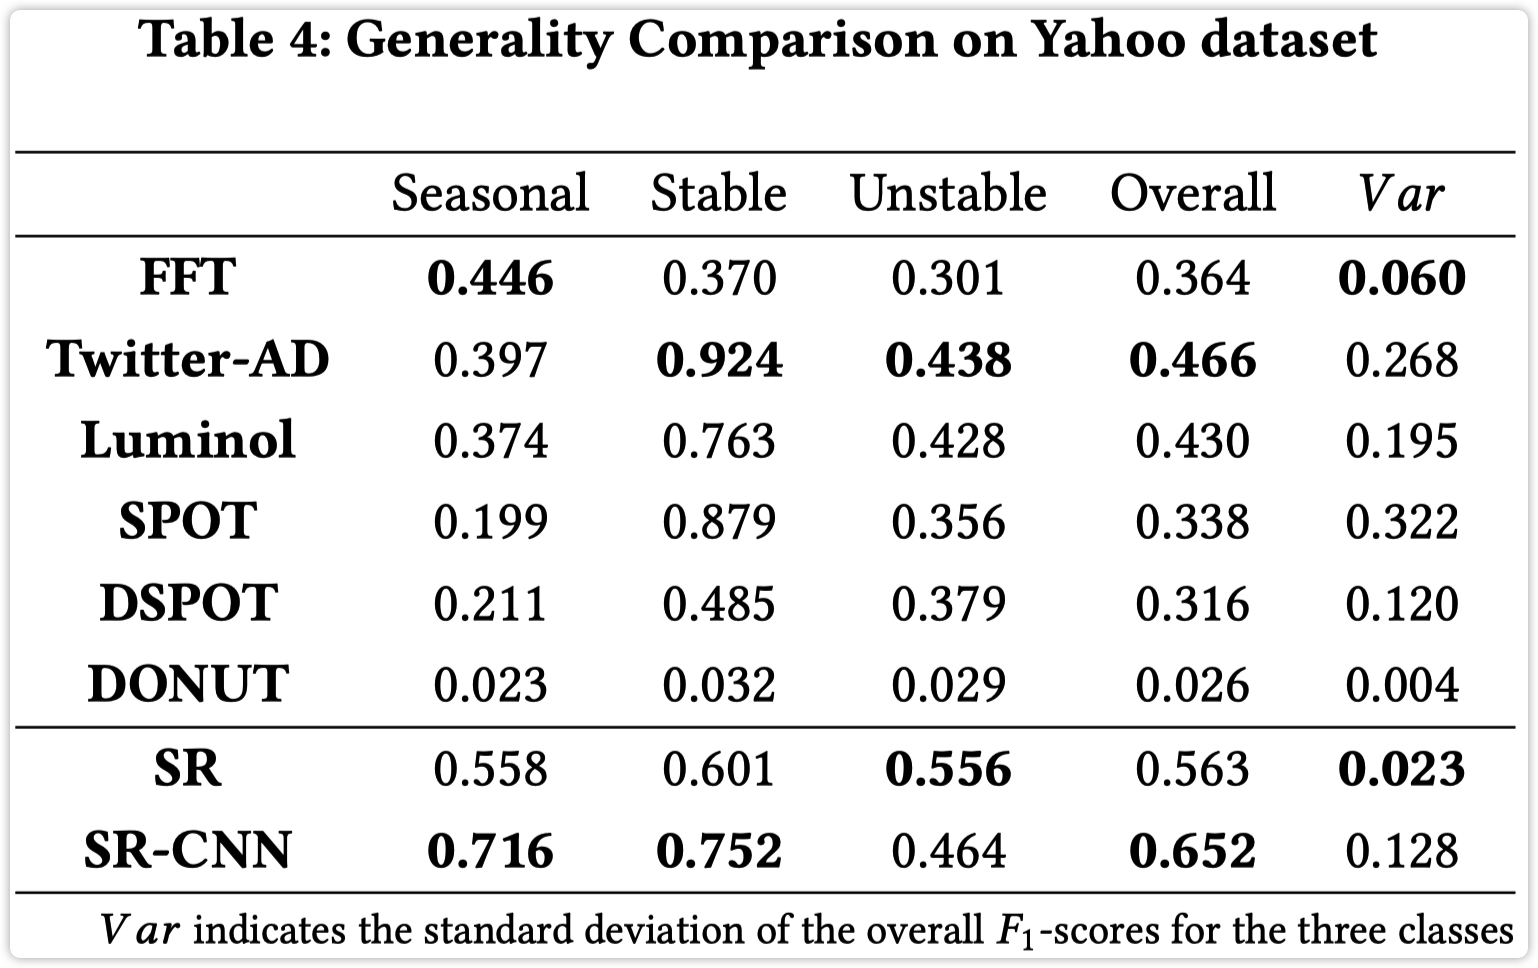 Table 4: Generality Comparison on Yahoo dataset
Seasonal Stable Unstable Overall Var
FFT 0.446 0.370 0.301 0.364 0.060
Twitter-AD 0.397 0.924 0.438 0.466 0.268
Luminol 0.374 0.763 0.428 0.430 0.195
SPOT 0.199 0.879 0.356 0.338 0.322
DSPOT 0.211 0.485 0.379 0.316 0.120
DONUT 0.023 0.032 0.029 0.026 0.004
SR 0.558 0.601 0.556 0.563 0.023
SR-CNN 0.716 0.752 0.464 0.652 0.128
Var indicates the standard deviation of the overall F₁-scores for the three classes